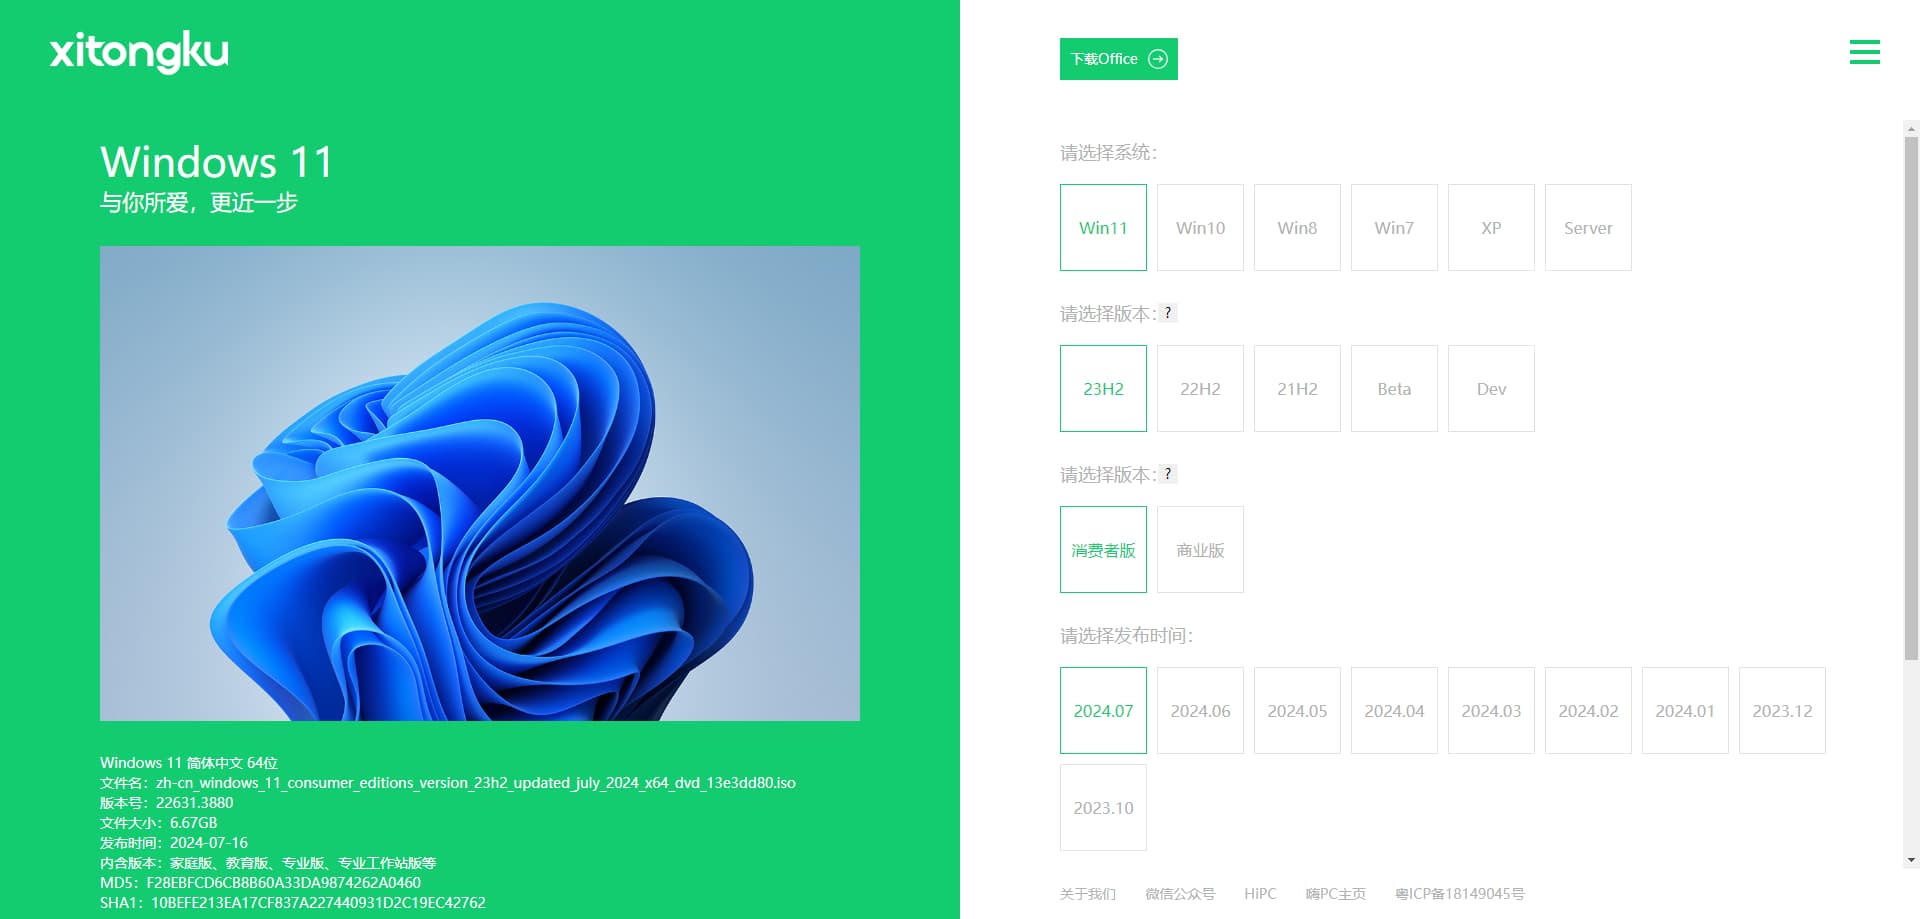 xitongku
Windows 11
与你所爱，更近一步
Windows 11 简体中文 64位
文件名：zh-cn_windows_11_consumer_editions_version_23h2_updated_july_2024_x64_dvd_13e3dd80.iso
版本号：22631.3880
文件大小：6.67GB
发布时间：2024-07-16
内含版本：家庭版、教育版、专业版、专业工作站版等
MD5：F28EBFCD6CB8B60A33DA9874262A0460
SHA1：10BEFE213EA17CF837A227440931D2C19EC42762
下载Office
请选择系统：
Win11 Win10 Win8 Win7 XP Server
请选择版本：?
23H2 22H2 21H2 Beta Dev
请选择版本：?
消费者版 商业版
请选择发布时间：
2024.07 2024.06 2024.05 2024.04 2024.03 2024.02 2024.01 2023.12
2023.10
关于我们 微信公众号 HiPC 嗨PC主页 粤ICP备18149045号